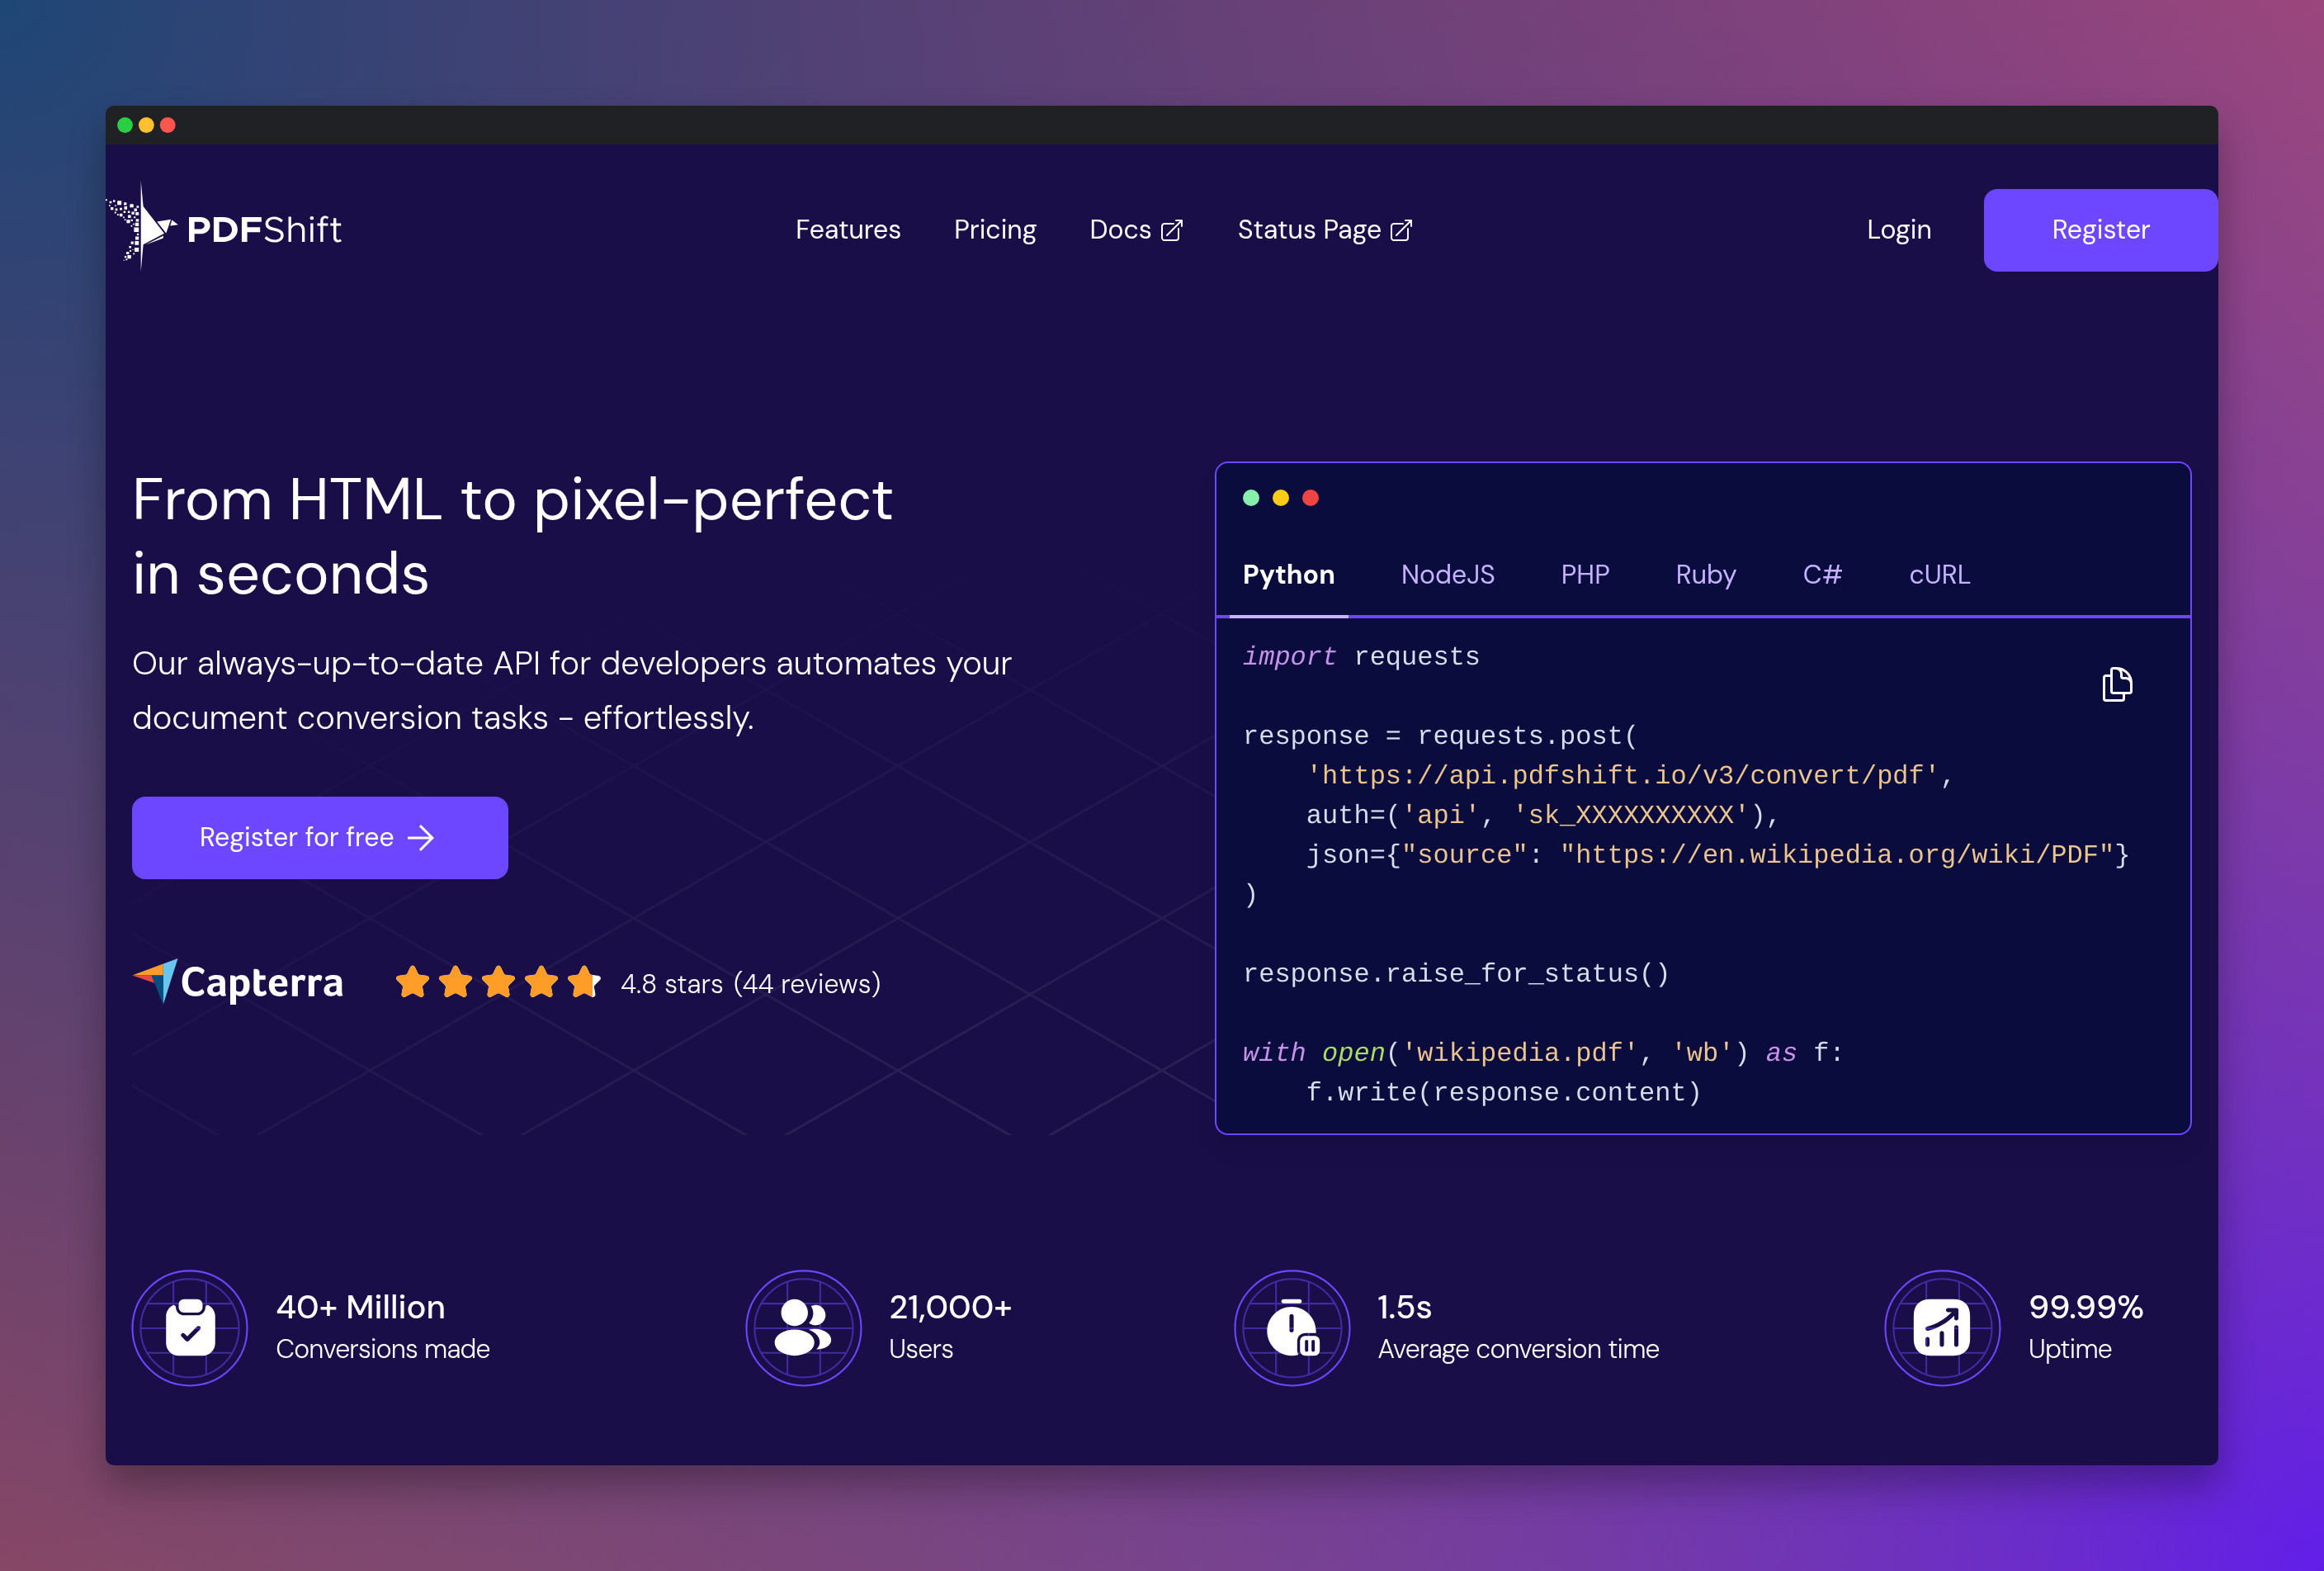 PDFShift
Features Pricing Docs Status Page
Login Register
From HTML to pixel-perfect
in seconds
Our always-up-to-date API for developers automates your
document conversion tasks - effortlessly.
Register for free
Capterra 4.8 stars (44 reviews)
Python NodeJS PHP Ruby C# cURL
import requests
response = requests.post(
    'https://api.pdfshift.io/v3/convert/pdf',
    auth=('api', 'sk_XXXXXXXXXX'),
    json={"source": "https://en.wikipedia.org/wiki/PDF"}
)
response.raise_for_status()
with open('wikipedia.pdf', 'wb') as f:
    f.write(response.content)
40+ Million
Conversions made
21,000+
Users
1.5s
Average conversion time
99.99%
Uptime